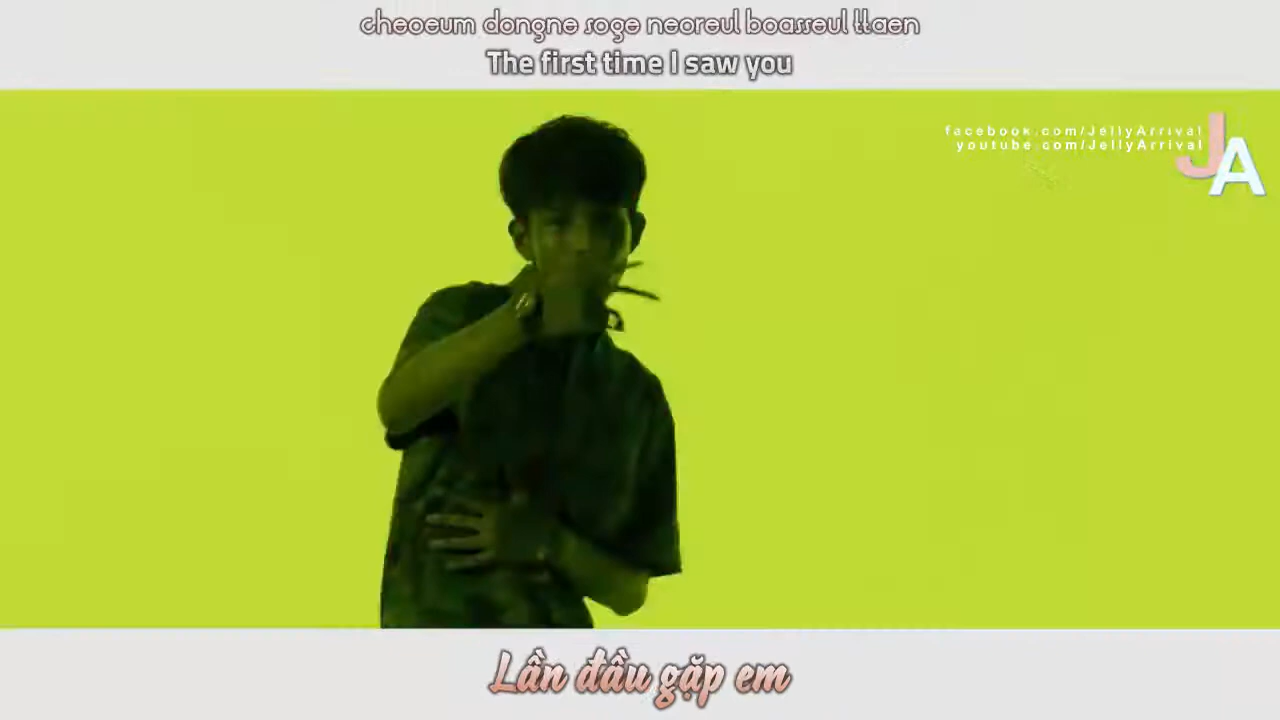 cheoeum dongne soge neoreul boasseul ttaen
The first time I saw you
facebook.com/JellyArrival
youtube.com/JellyArrival
JA
Lần đầu gặp em